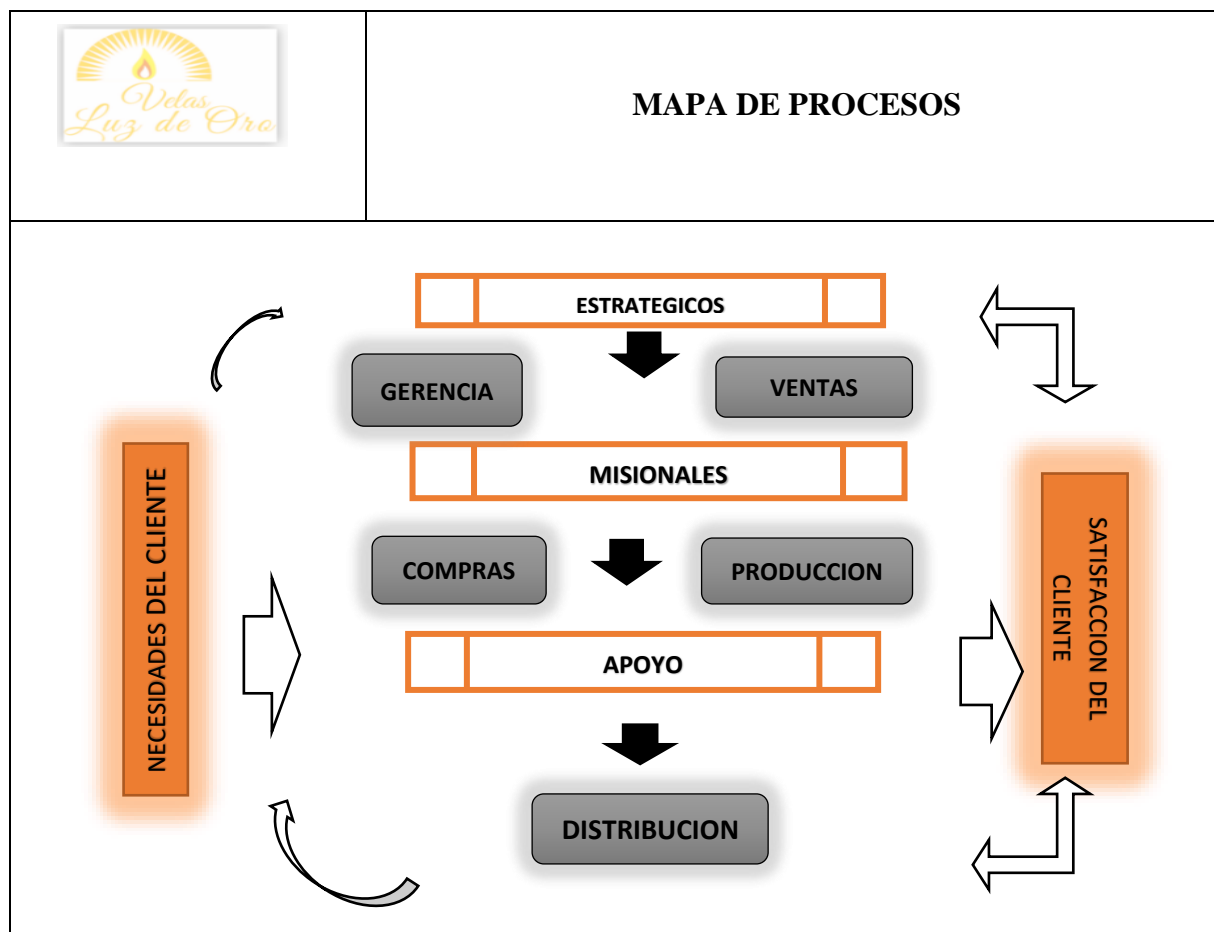 Velas
Luz de Oro
MAPA DE PROCESOS
ESTRATEGICOS
GERENCIA
VENTAS
MISIONALES
COMPRAS
PRODUCCION
APOYO
DISTRIBUCION
NECESIDADES DEL CLIENTE
SATISFACCION DEL
CLIENTE